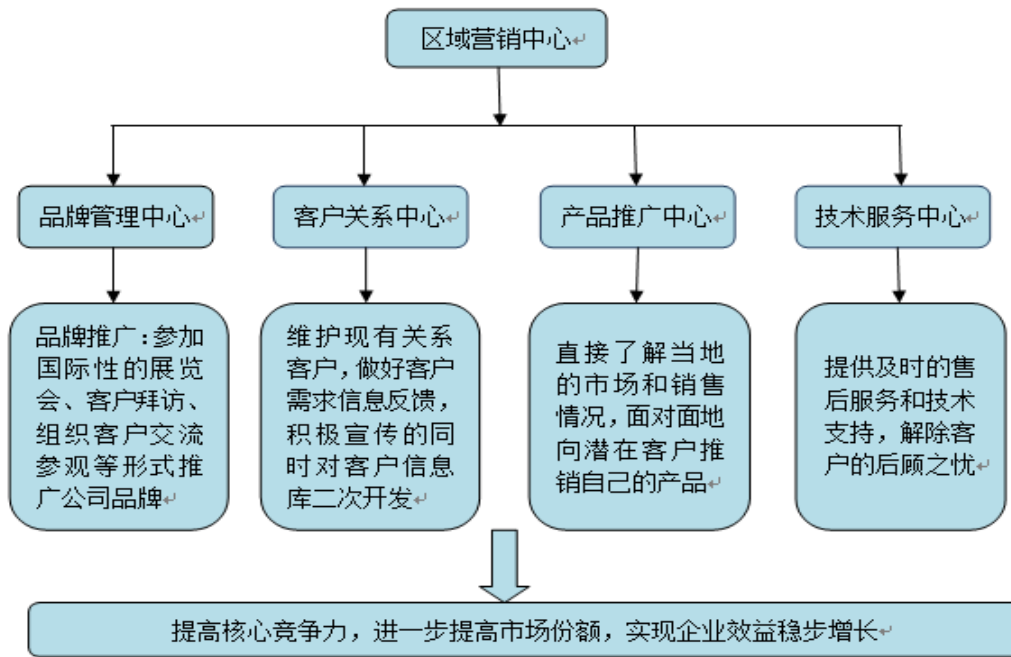 区域营销中心
品牌管理中心
客户关系中心
产品推广中心
技术服务中心
品牌推广：参加
国际性的展览
会、客户拜访、
组织客户交流
参观等形式推
广公司品牌
维护现有关系
客户，做好客户
需求信息反馈，
积极宣传的同
时对客户信息
库二次开发
直接了解当地
的市场和销售
情况，面对面地
向潜在客户推
销自己的产品
提供及时的售
后服务和技术
支持，解除客
户的后顾之忧
提高核心竞争力，进一步提高市场份额，实现企业效益稳步增长